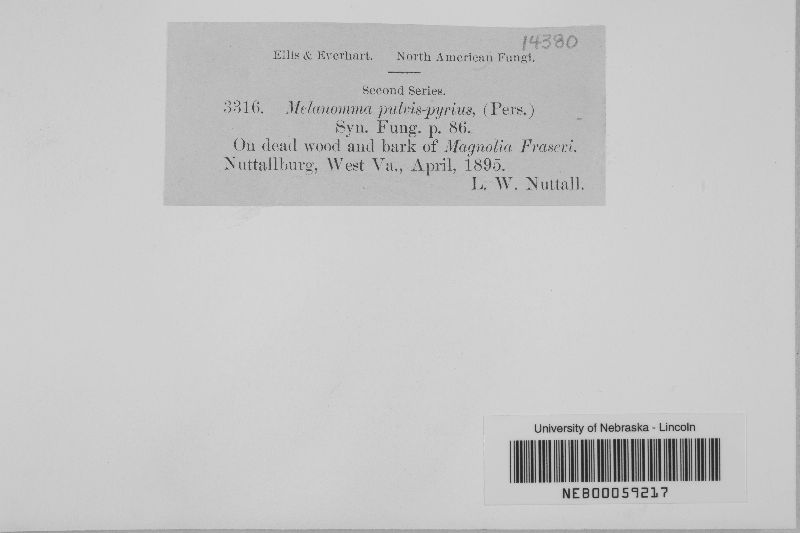 14380
Ellis & Everhart. North American Fungi.
Second Series.
3316. Melanomma pulvis-pyrius, (Pers.)
Syn. Fung. p. 86.
On dead wood and bark of Magnolia Fraseri.
Nuttallburg, West Va., April, 1895.
L. W. Nuttall.
University of Nebraska - Lincoln
NEB00059217